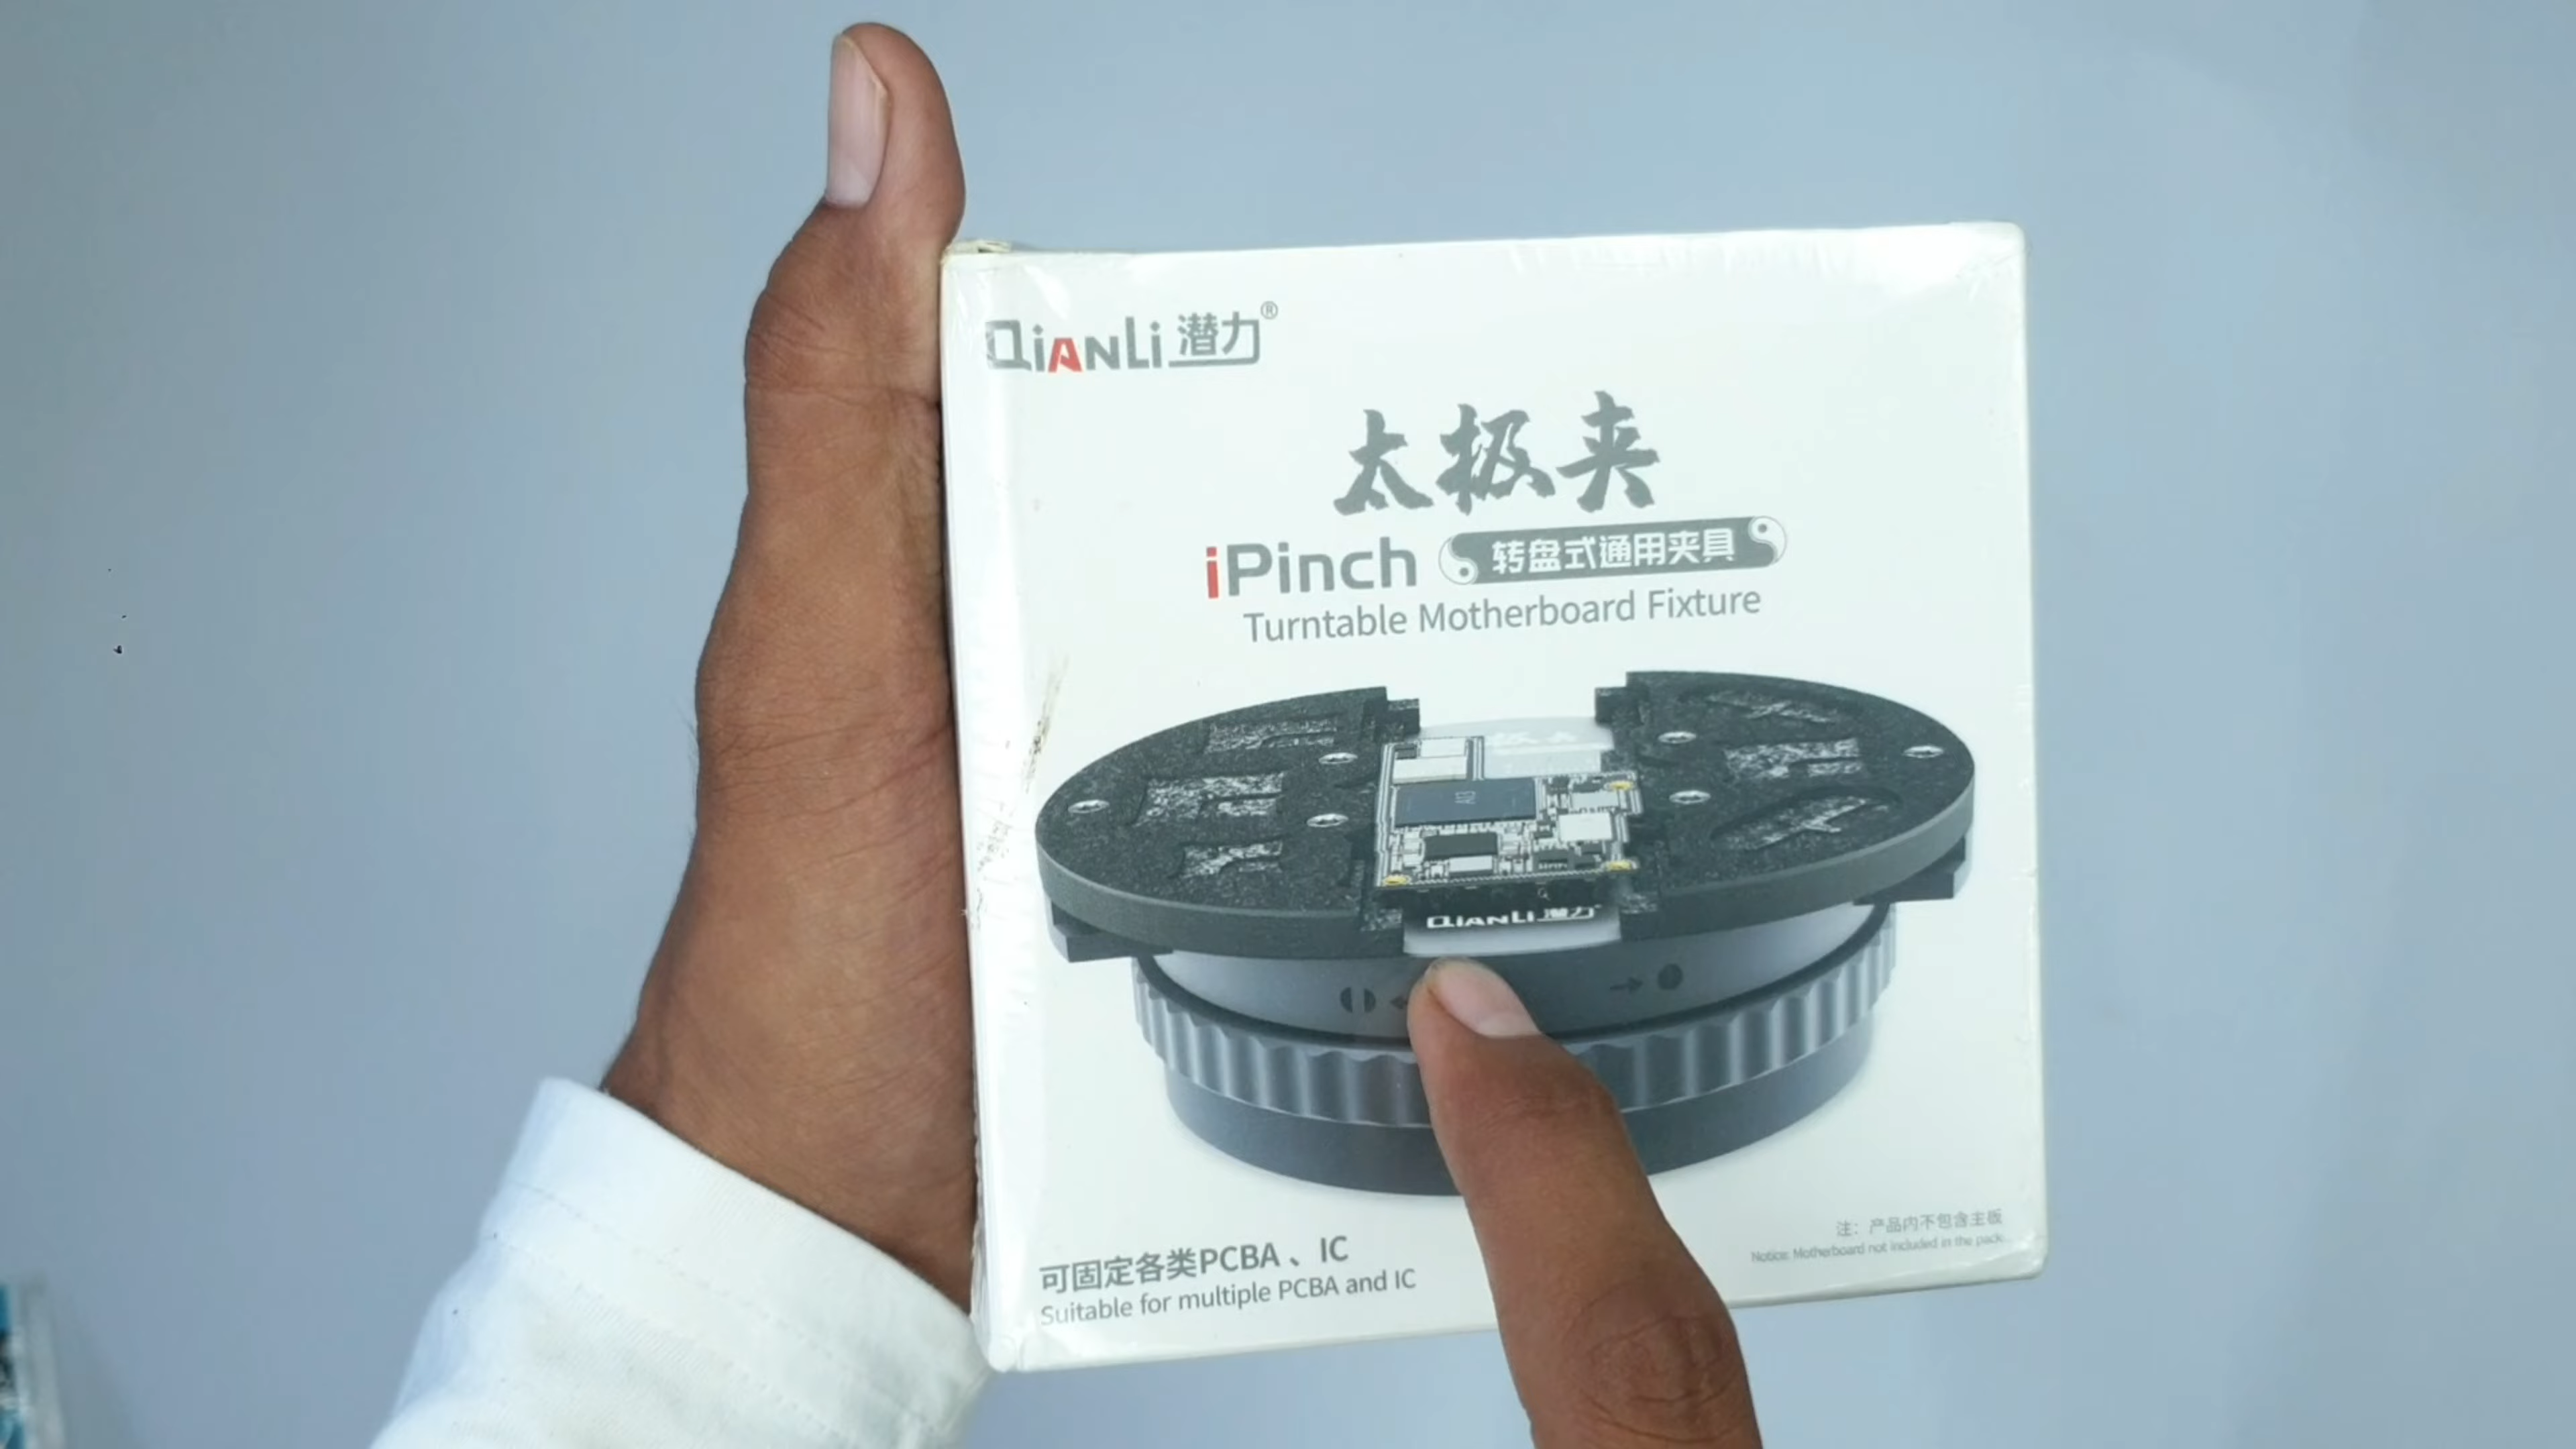 QiANLi 潜力®
太极夹
iPinch 转盘式通用夹具
Turntable Motherboard Fixture
A13
QiANLi 潜力
可固定各类PCBA 、IC
Suitable for multiple PCBA and IC
注：产品内不包含主板
Notice: Motherboard not included in the pack